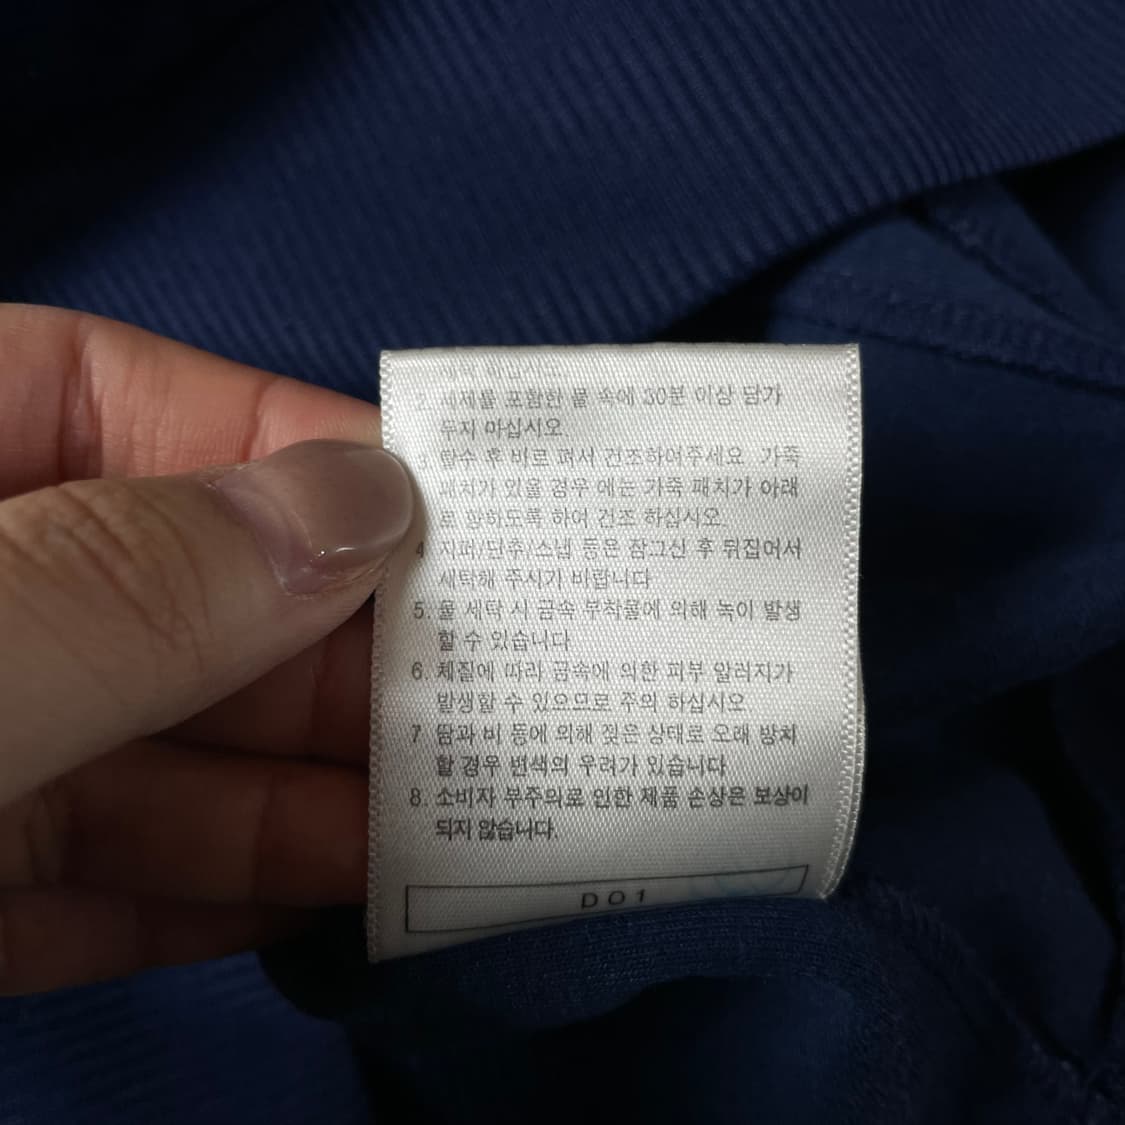 세탁 하십시오.
2. 세제를 포함한 물 속에 30분 이상 담가
두지 마십시오.
3. 탈수 후 바로 펴서 건조하여주세요. 가죽
패치가 있을 경우 에는 가죽 패치가 아래
로 향하도록 하여 건조 하십시오.
4. 지퍼/단추/스냅 등은 잠그신 후 뒤집어서
세탁해 주시기 바랍니다
5. 물 세탁 시 금속 부착물에 의해 녹이 발생
할 수 있습니다
6. 체질에 따라 금속에 의한 피부 알러지가
발생할 수 있으므로 주의 하십시오
7 땀과 비 등에 의해 젖은 상태로 오래 방치
할 경우 변색의 우려가 있습니다
8. 소비자 부주의로 인한 제품 손상은 보상이
되지 않습니다.
D01